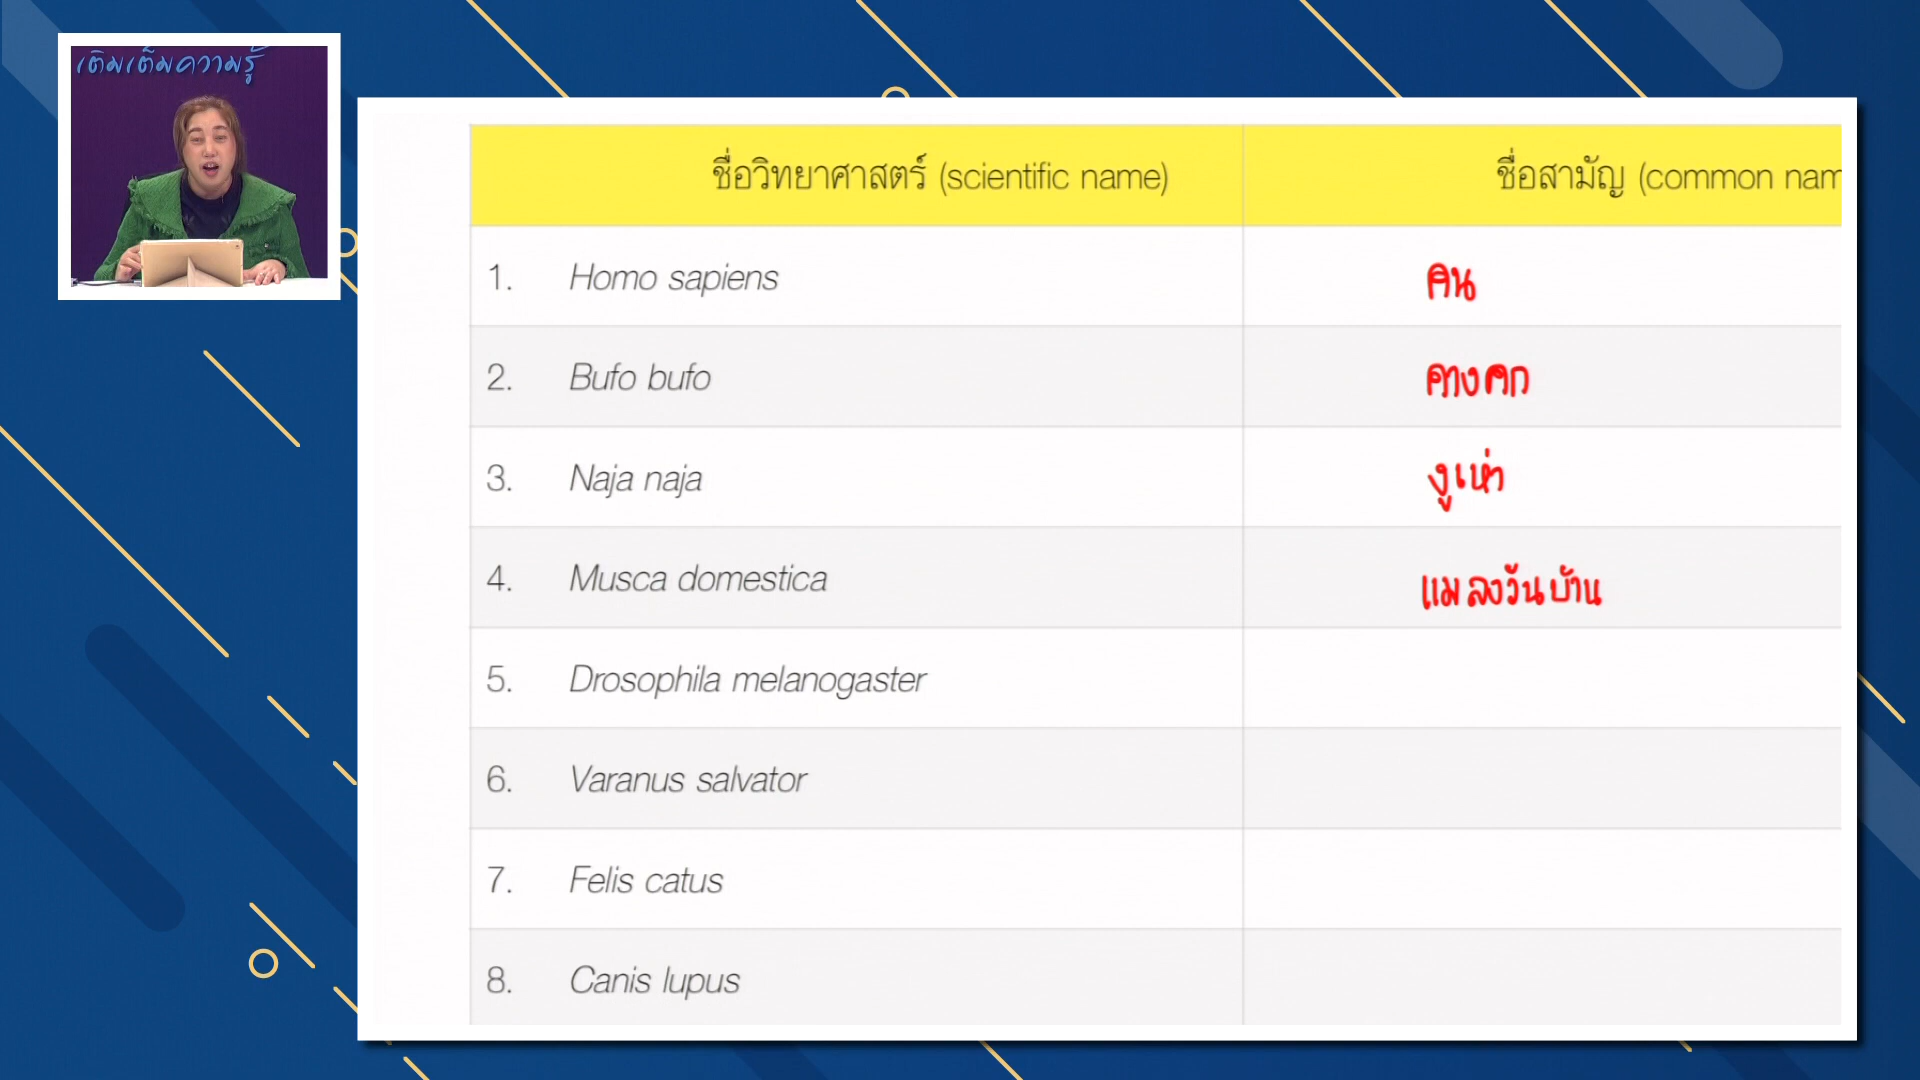 เติมเต็มความรู้
ชื่อวิทยาศาสตร์ (scientific name)
ชื่อสามัญ (common nam
1. Homo sapiens
คน
2. Bufo bufo
คางคก
3. Naja naja
งูเห่า
4. Musca domestica
แมลงวันบ้าน
5. Drosophila melanogaster
6. Varanus salvator
7. Felis catus
8. Canis lupus